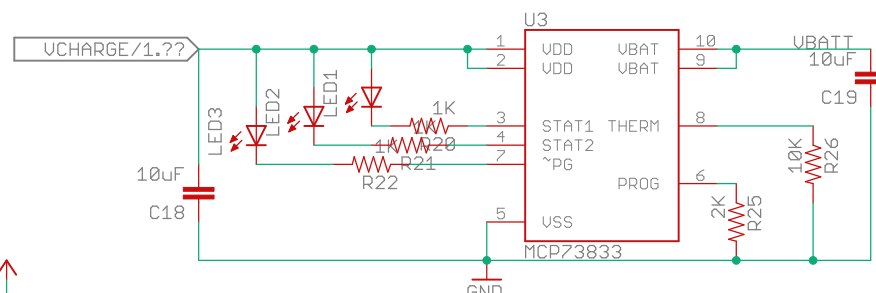 U3
VCHARGE/1.??
1 VDD VBAT 10
2 VDD VBAT 9
VBATT
10uF
C19
LED3
LED2
LED1
1K
3 STAT1 THERM 8
1K
R20
4 STAT2
1K
R21
7 ~PG
R22
10K
R26
10uF
C18
PROG 6
2K
R25
5 VSS
MCP73833
GND